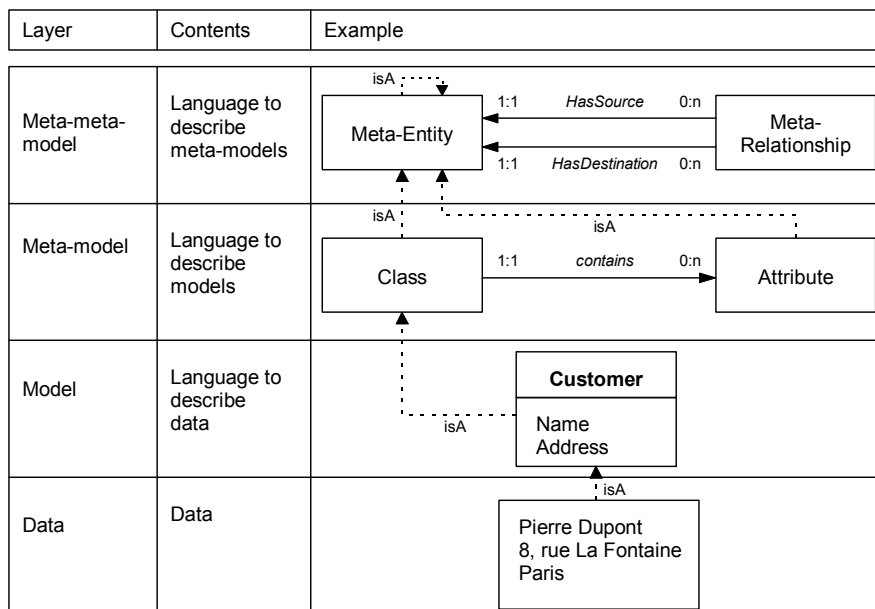 Layer
Contents
Example
Meta-meta-
model
Language to
describe
meta-models
isA
Meta-Entity
1:1
HasSource
0:n
1:1
HasDestination
0:n
Meta-
Relationship
isA
isA
Meta-model
Language to
describe
models
Class
1:1
contains
0:n
Attribute
Model
Language to
describe
data
isA
Customer
Name
Address
isA
Data
Data
Pierre Dupont
8, rue La Fontaine
Paris